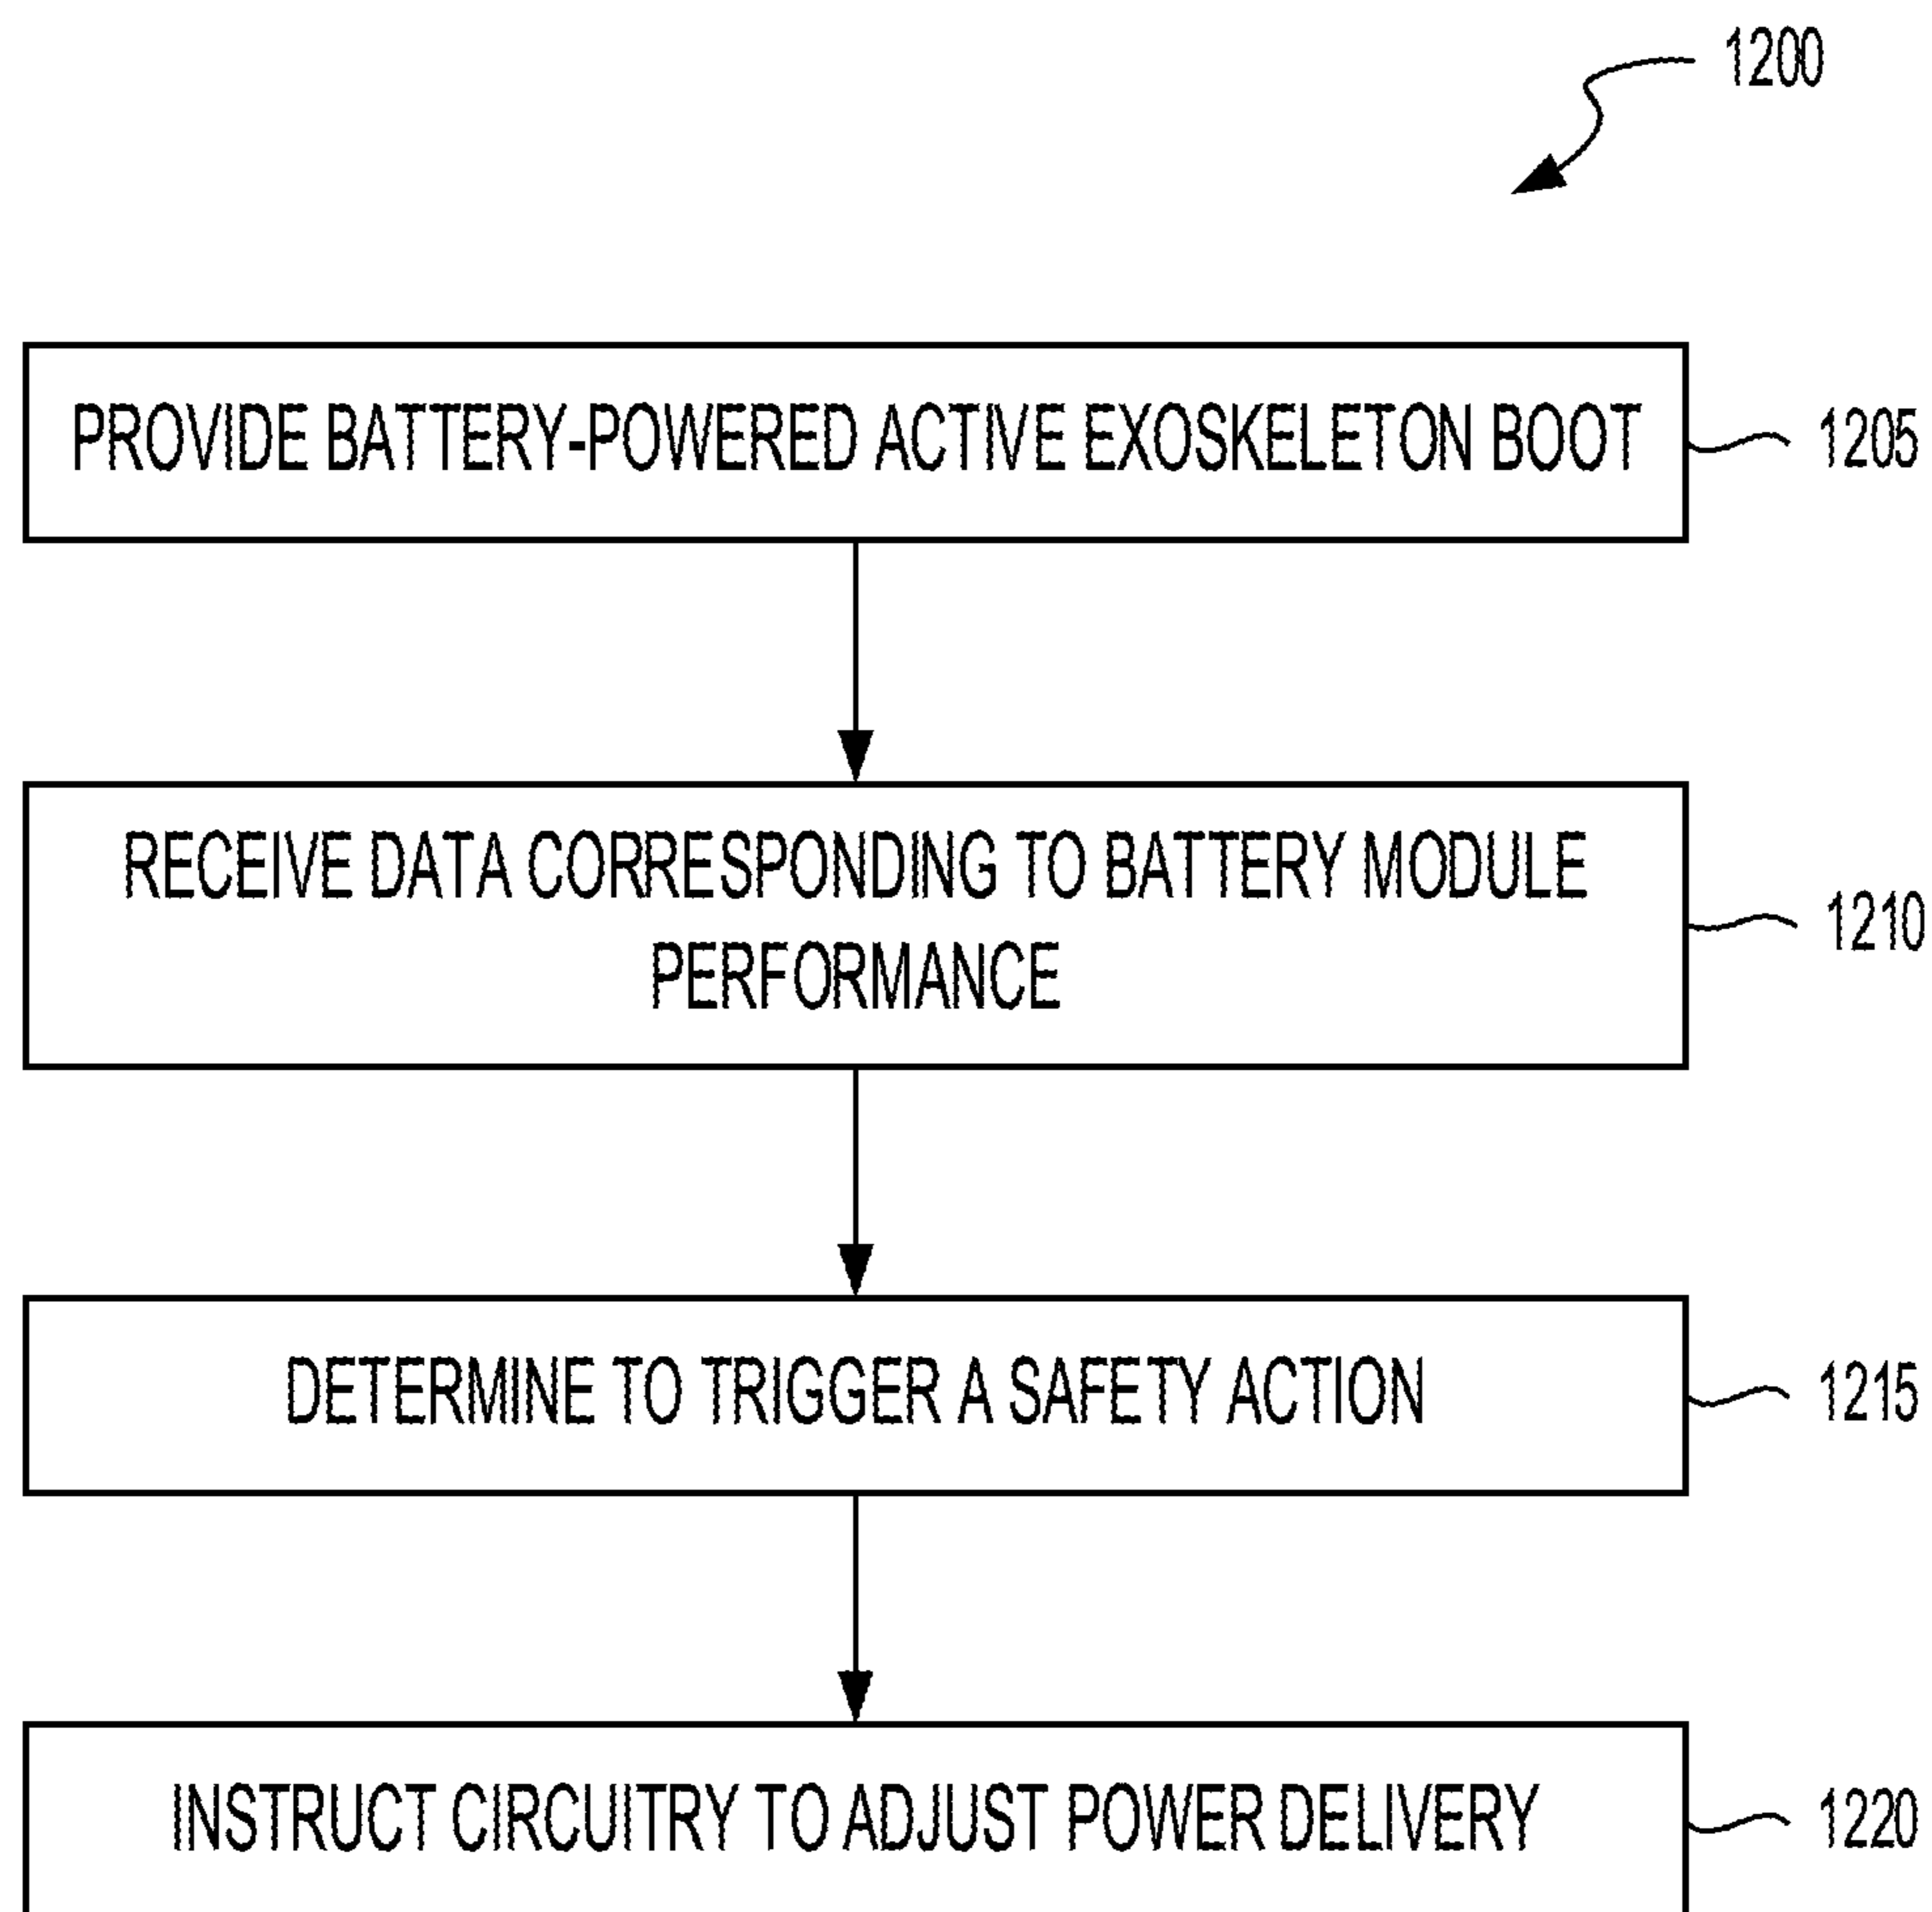 1200
PROVIDE BATTERY-POWERED ACTIVE EXOSKELETON BOOT
1205
RECEIVE DATA CORRESPONDING TO BATTERY MODULE
PERFORMANCE
1210
DETERMINE TO TRIGGER A SAFETY ACTION
1215
INSTRUCT CIRCUITRY TO ADJUST POWER DELIVERY
1220